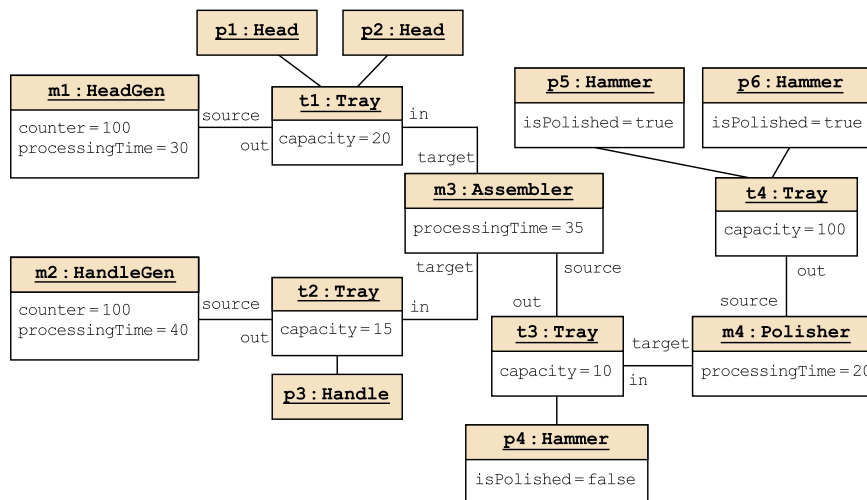 p1:Head
p2:Head
m1:HeadGen
counter=100
processingTime=30
source
out
t1:Tray
capacity=20
in
target
p5:Hammer
isPolished=true
p6:Hammer
isPolished=true
m3:Assembler
processingTime=35
t4:Tray
capacity=100
out
source
m2:HandleGen
counter=100
processingTime=40
source
out
t2:Tray
capacity=15
in
target
source
out
t3:Tray
capacity=10
target
in
m4:Polisher
processingTime=20
p3:Handle
p4:Hammer
isPolished=false